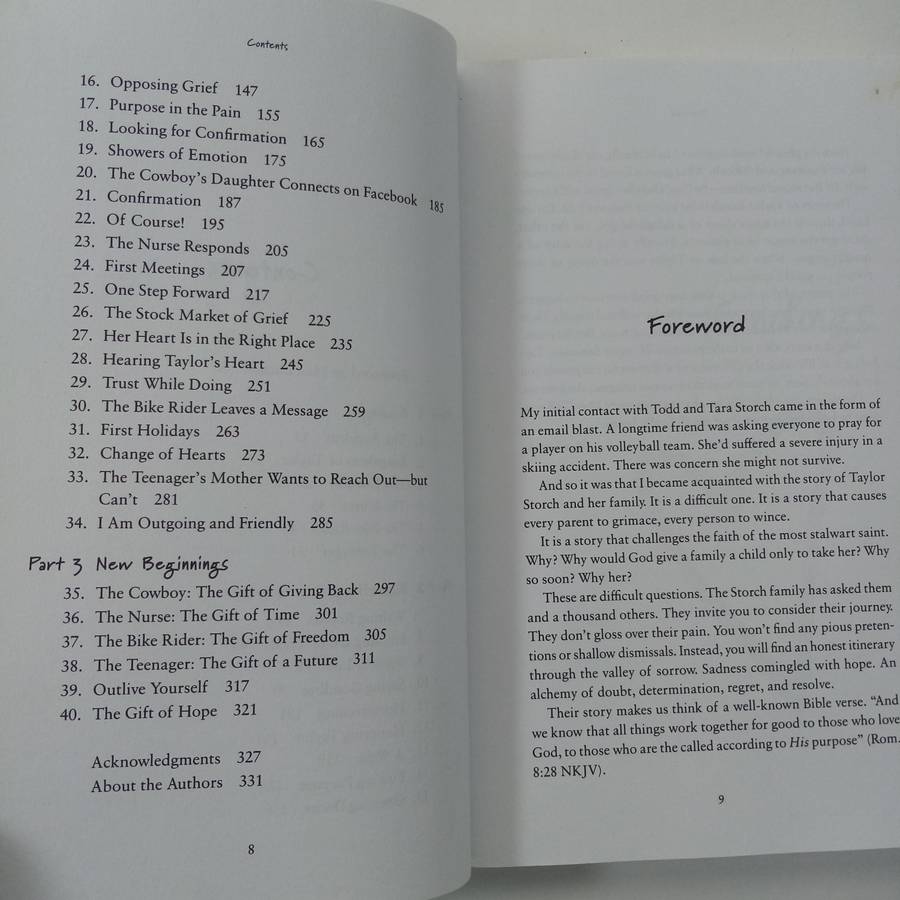 Contents
16. Opposing Grief 147
17. Purpose in the Pain 155
18. Looking for Confirmation 165
19. Showers of Emotion 175
20. The Cowboy's Daughter Connects on Facebook 185
21. Confirmation 187
22. Of Course! 195
23. The Nurse Responds 205
24. First Meetings 207
25. One Step Forward 217
26. The Stock Market of Grief 225
27. Her Heart Is in the Right Place 235
28. Hearing Taylor's Heart 245
29. Trust While Doing 251
30. The Bike Rider Leaves a Message 259
31. First Holidays 263
32. Change of Hearts 273
33. The Teenager's Mother Wants to Reach Out—but
Can't 281
34. I Am Outgoing and Friendly 285
Part 3 New Beginnings
35. The Cowboy: The Gift of Giving Back 297
36. The Nurse: The Gift of Time 301
37. The Bike Rider: The Gift of Freedom 305
38. The Teenager: The Gift of a Future 311
39. Outlive Yourself 317
40. The Gift of Hope 321
Acknowledgments 327
About the Authors 331
8
Foreword
My initial contact with Todd and Tara Storch came in the form of
an email blast. A longtime friend was asking everyone to pray for
a player on his volleyball team. She'd suffered a severe injury in a
skiing accident. There was concern she might not survive.
And so it was that I became acquainted with the story of Taylor
Storch and her family. It is a difficult one. It is a story that causes
every parent to grimace, every person to wince.
It is a story that challenges the faith of the most stalwart saint.
Why? Why would God give a family a child only to take her? Why
so soon? Why her?
These are difficult questions. The Storch family has asked them
and a thousand others. They invite you to consider their journey.
They don't gloss over their pain. You won't find any pious preten-
tions or shallow dismissals. Instead, you will find an honest itinerary
through the valley of sorrow. Sadness comingled with hope. An
alchemy of doubt, determination, regret, and resolve.
Their story makes us think of a well-known Bible verse. "And
we know that all things work together for good to those who love
God, to those who are the called according to His purpose" (Rom.
8:28 NKJV).
9